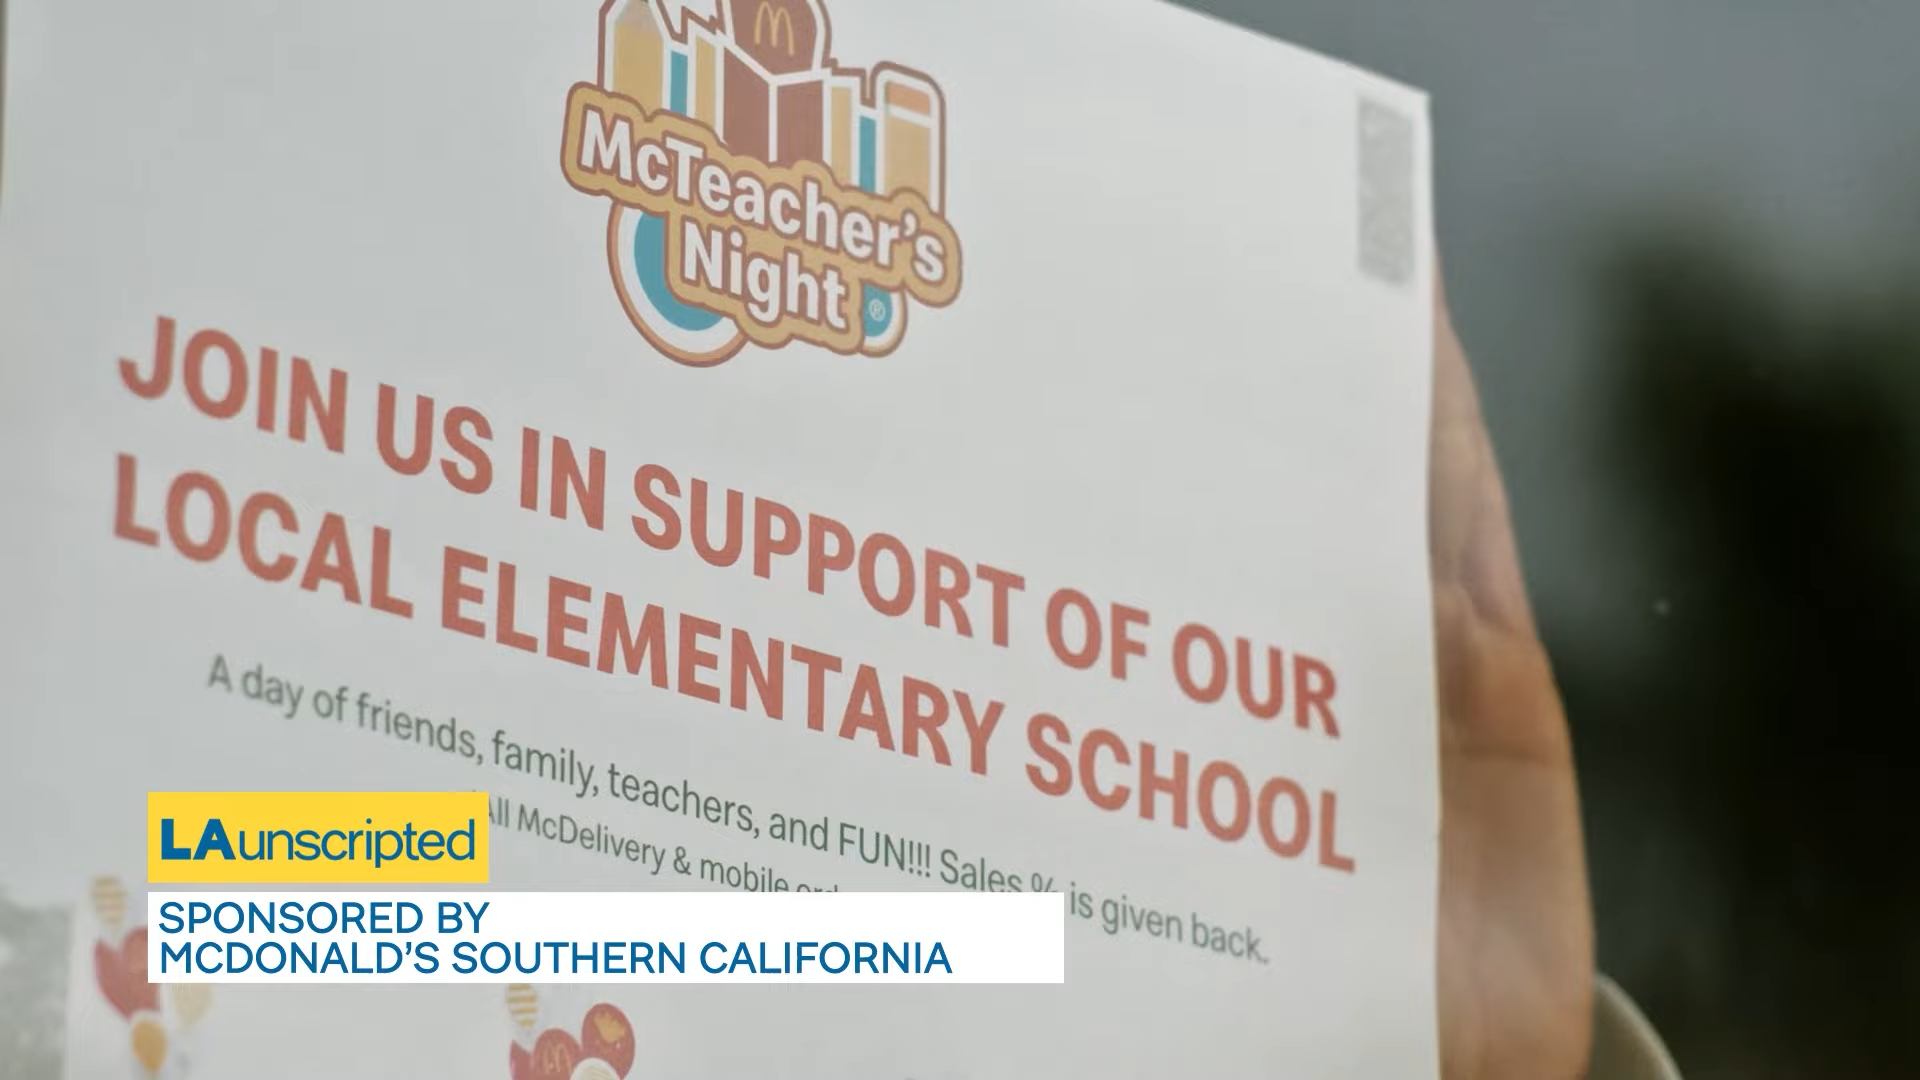 McTeacher's
Night ®
JOIN US IN SUPPORT OF OUR
LOCAL ELEMENTARY SCHOOL
A day of friends, family, teachers, and FUN!!! Sales % is given back.
All McDelivery & mobile
LAunscripted
SPONSORED BY
MCDONALD'S SOUTHERN CALIFORNIA